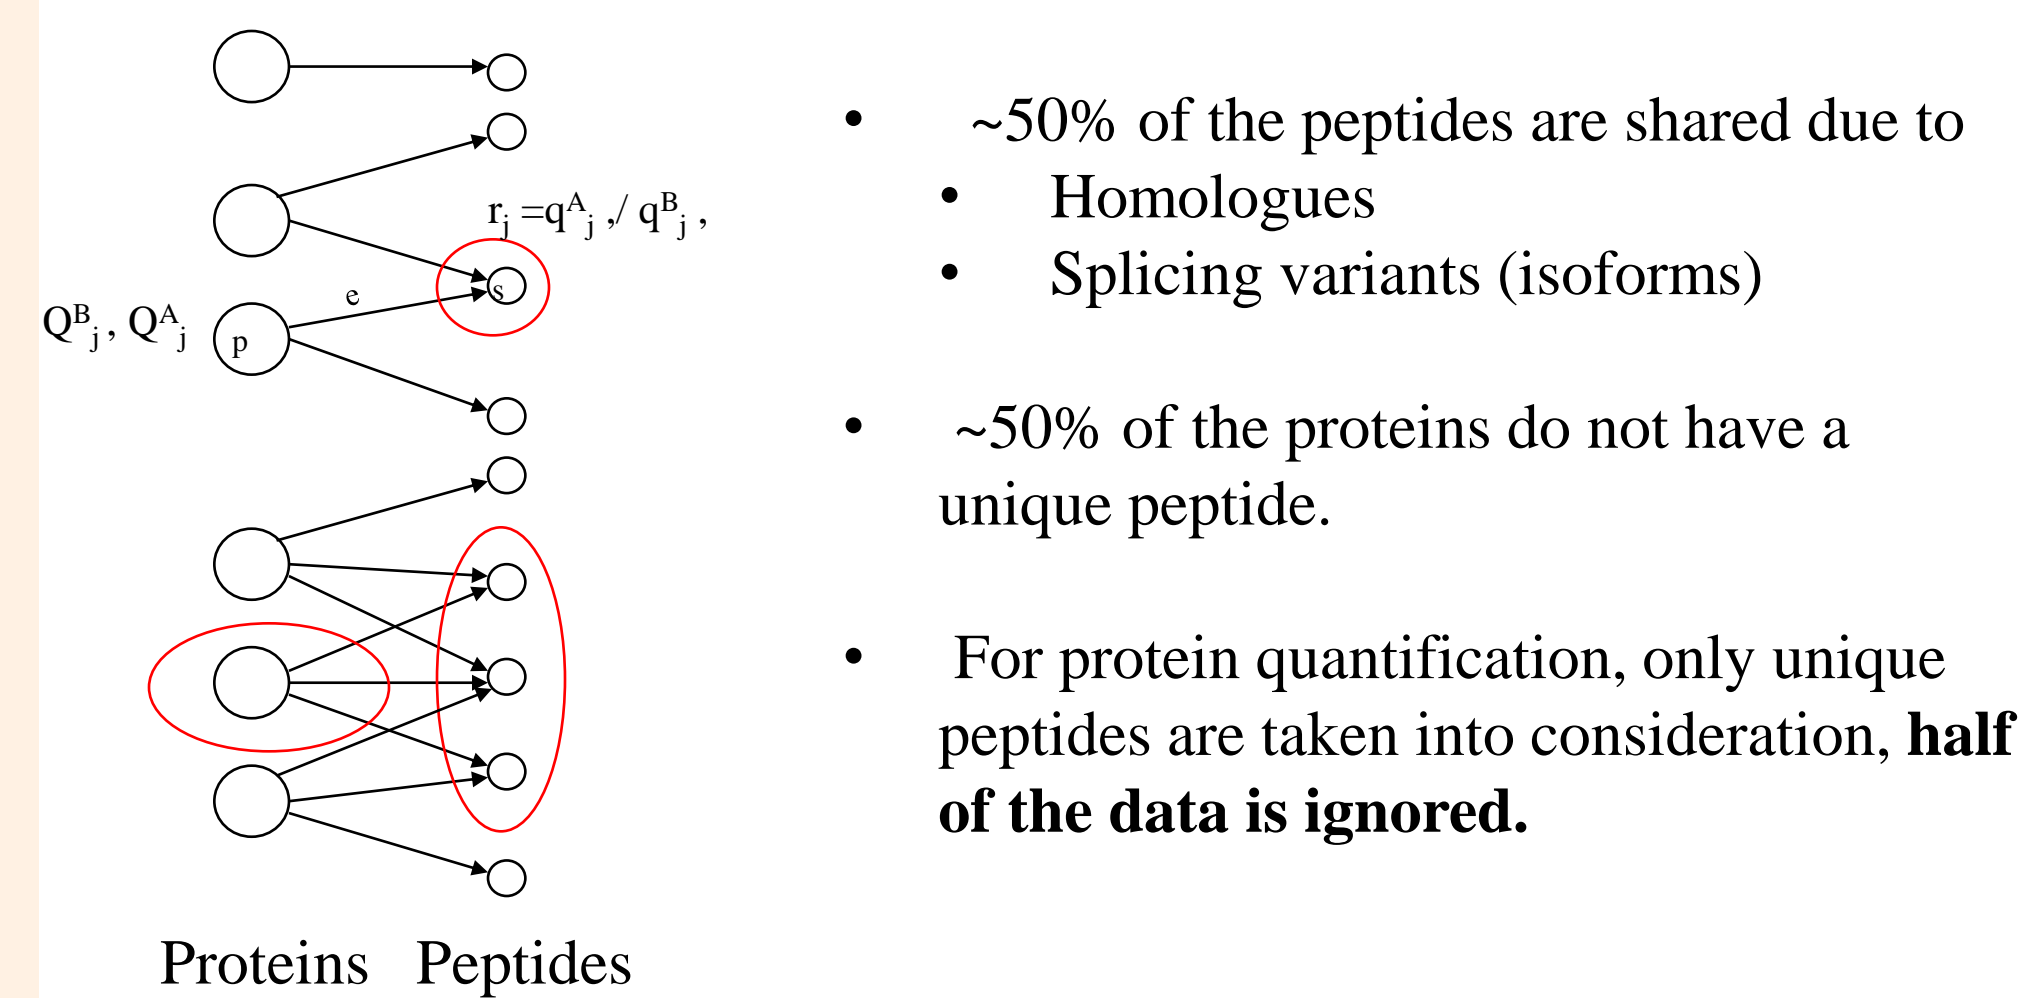 r_j =q^A_j ,/ q^B_j ,
s
e
Q^B_j , Q^A_j
p
Proteins Peptides
• ~50% of the peptides are shared due to
• Homologues
• Splicing variants (isoforms)
• ~50% of the proteins do not have a
unique peptide.
• For protein quantification, only unique
peptides are taken into consideration, half
of the data is ignored.